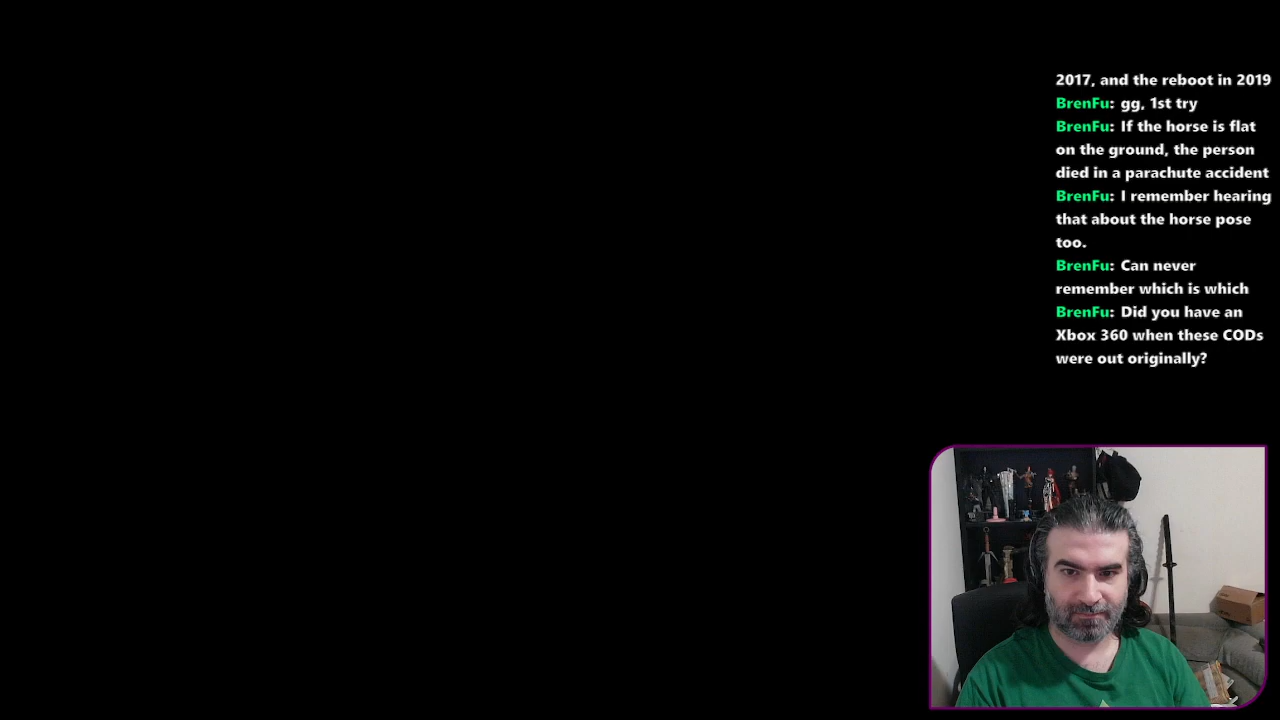 2017, and the reboot in 2019
BrenFu: gg, 1st try
BrenFu: If the horse is flat
on the ground, the person
died in a parachute accident
BrenFu: I remember hearing
that about the horse pose
too.
BrenFu: Can never
remember which is which
BrenFu: Did you have an
Xbox 360 when these CODs
were out originally?